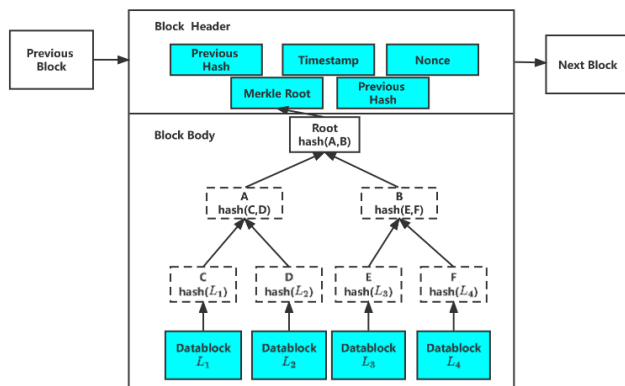 Previous
Block
Block Header
Previous
Hash
Timestamp
Nonce
Merkle Root
Previous
Hash
Next Block
Block Body
Root
hash(A,B)
A
hash(C,D)
B
hash(E,F)
C
hash(L₁)
D
hash(L₂)
E
hash(L₃)
F
hash(L₄)
Datablock
L₁
Datablock
L₂
Datablock
L₃
Datablock
L₄